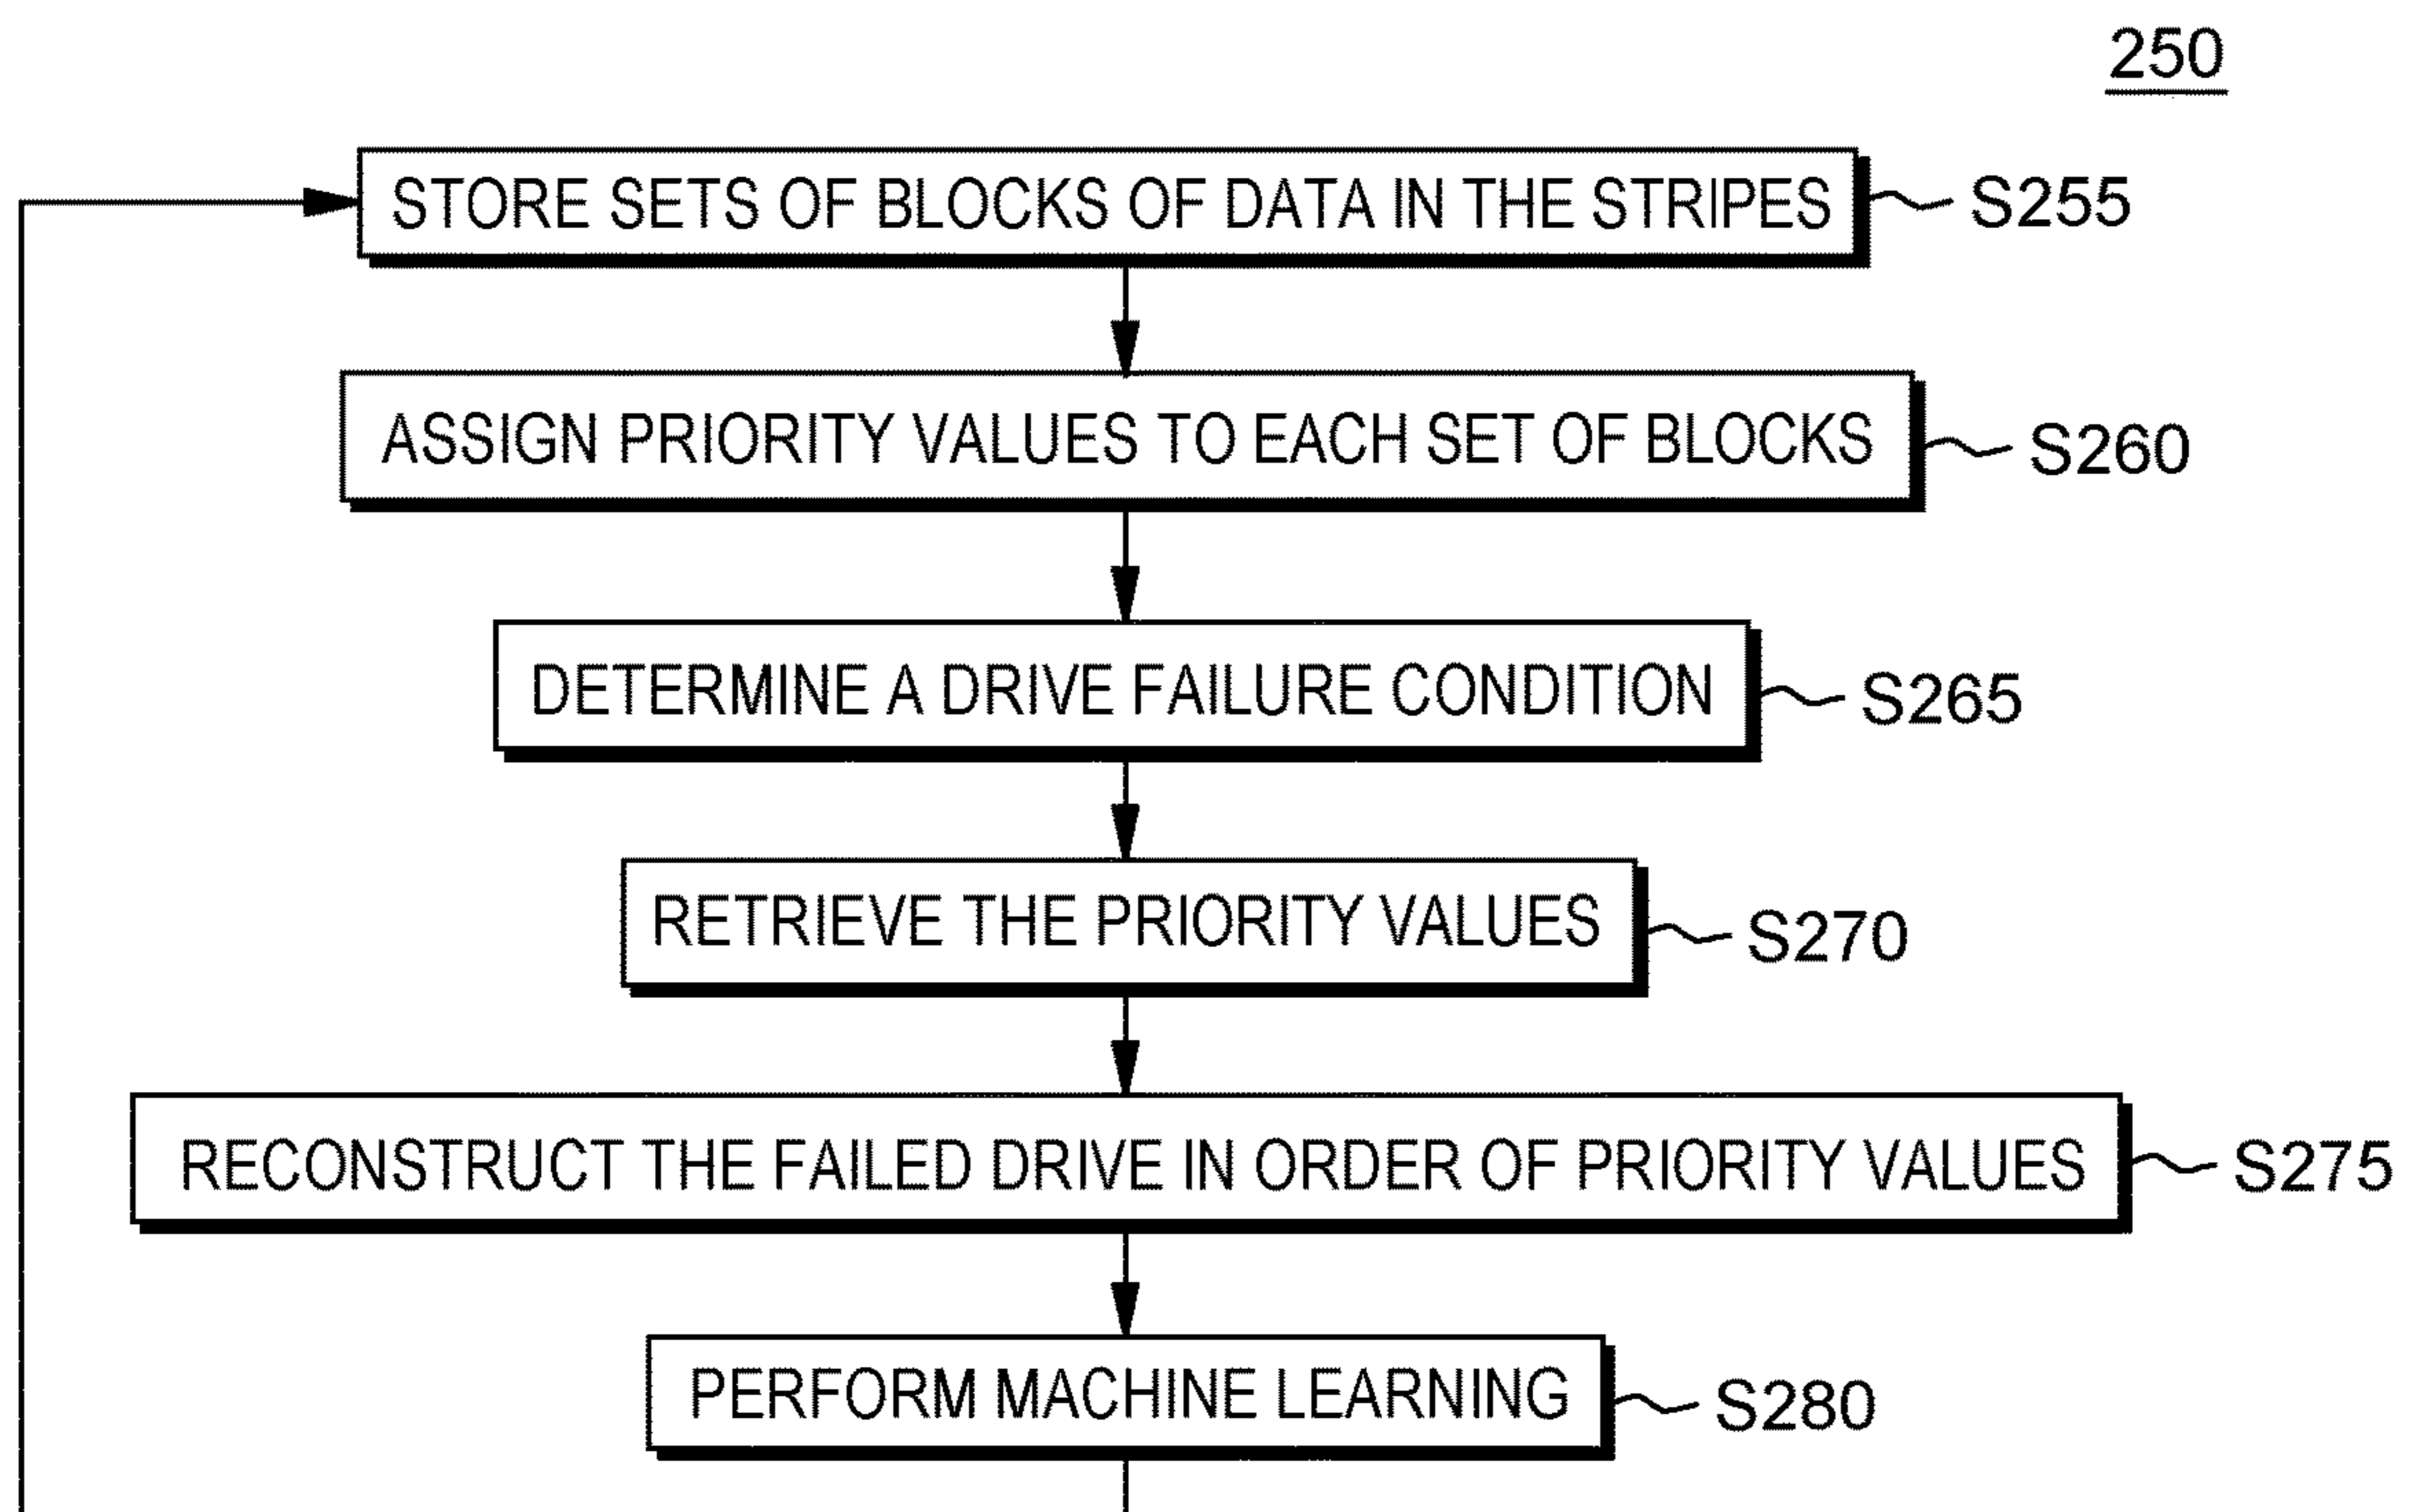 250
STORE SETS OF BLOCKS OF DATA IN THE STRIPES S255
ASSIGN PRIORITY VALUES TO EACH SET OF BLOCKS S260
DETERMINE A DRIVE FAILURE CONDITION S265
RETRIEVE THE PRIORITY VALUES S270
RECONSTRUCT THE FAILED DRIVE IN ORDER OF PRIORITY VALUES S275
PERFORM MACHINE LEARNING S280